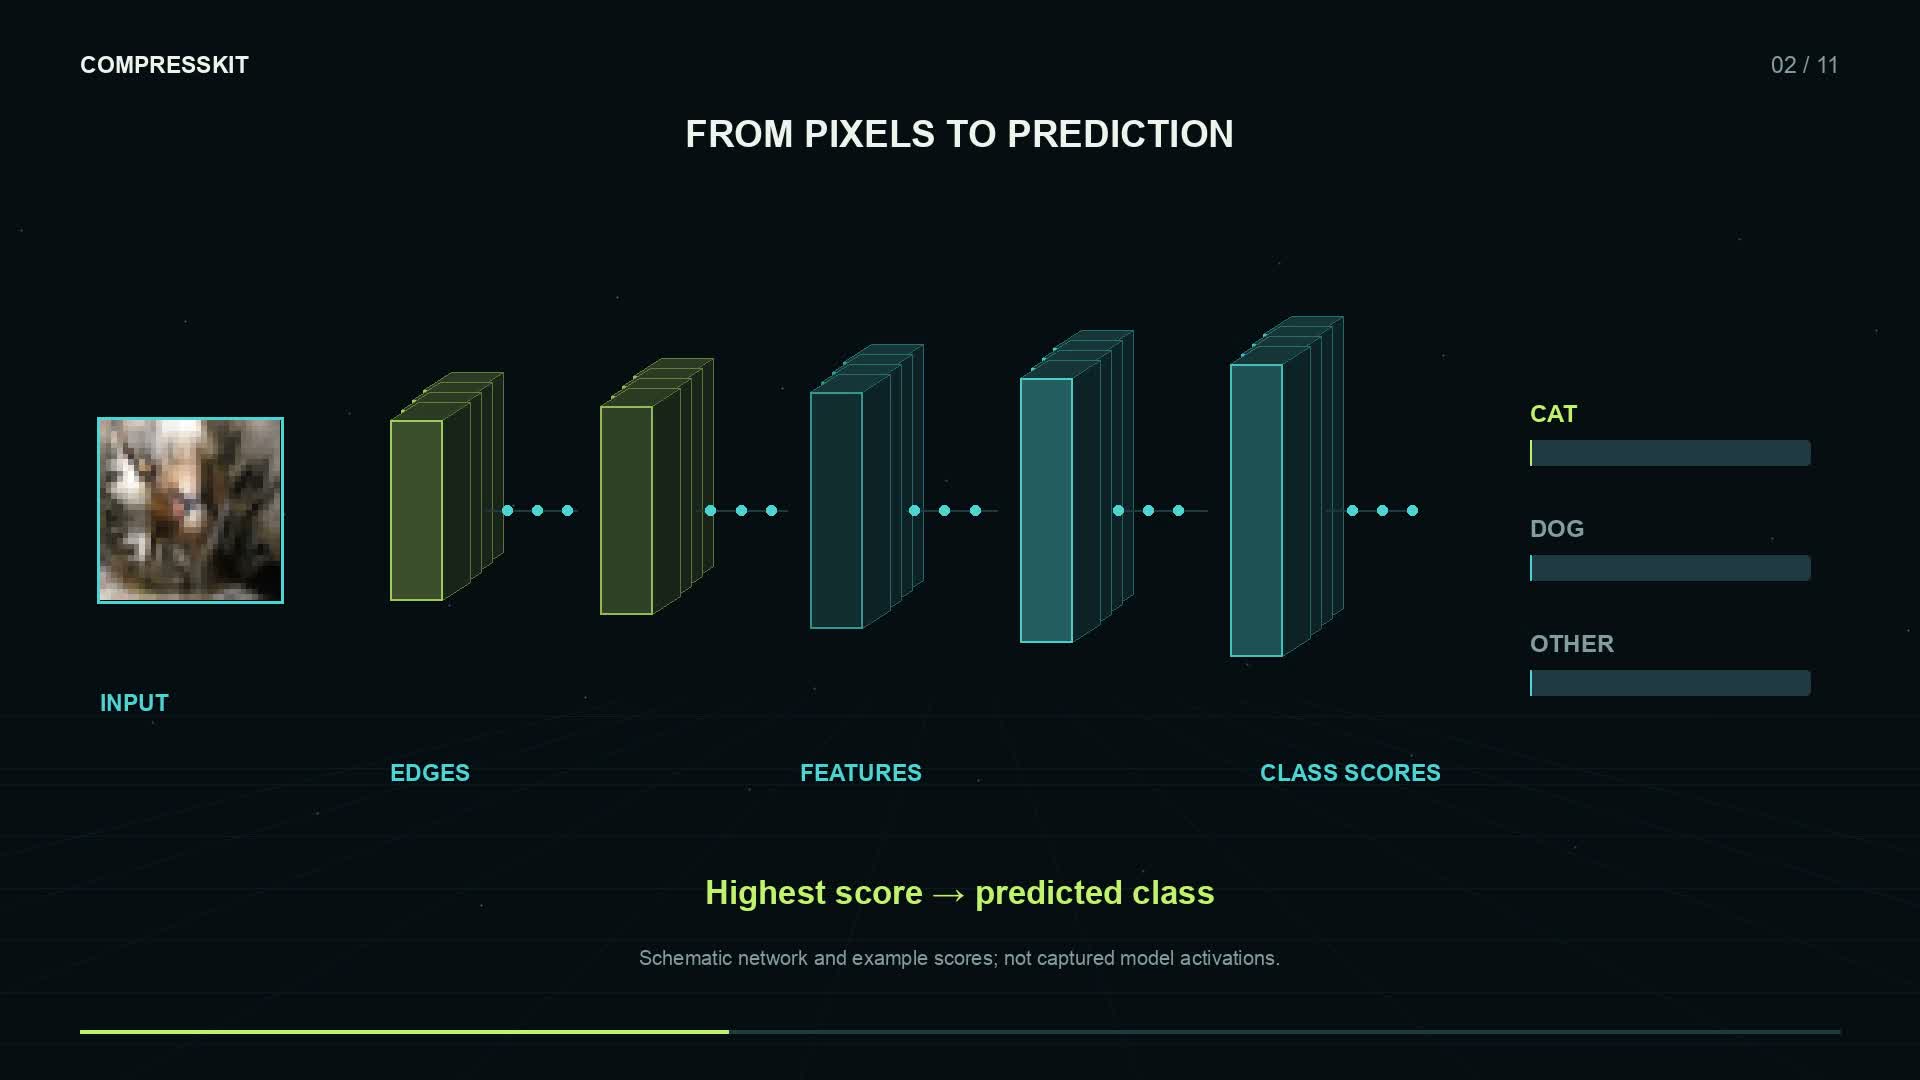 COMPRESSKIT
02 / 11
FROM PIXELS TO PREDICTION
CAT
DOG
OTHER
INPUT
EDGES
FEATURES
CLASS SCORES
Highest score → predicted class
Schematic network and example scores; not captured model activations.